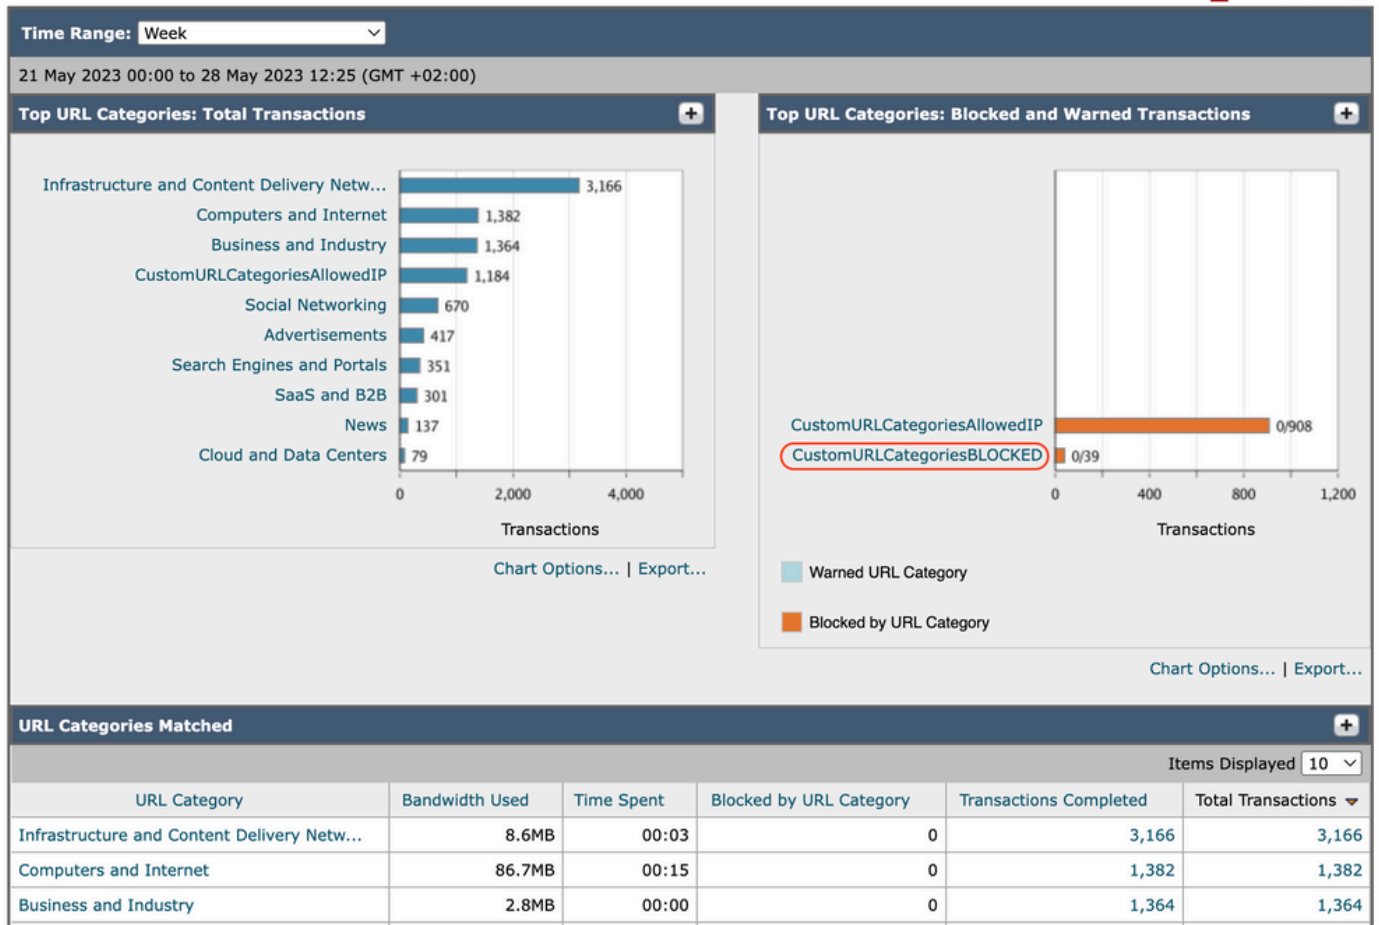 Time Range: Week
21 May 2023 00:00 to 28 May 2023 12:25 (GMT +02:00)
Top URL Categories: Total Transactions
Infrastructure and Content Delivery Netw... 3,166
Computers and Internet 1,382
Business and Industry 1,364
CustomURLCategoriesAllowedIP 1,184
Social Networking 670
Advertisements 417
Search Engines and Portals 351
SaaS and B2B 301
News 137
Cloud and Data Centers 79
0 2,000 4,000
Transactions
Chart Options... | Export...
Top URL Categories: Blocked and Warned Transactions
CustomURLCategoriesAllowedIP 0/908
CustomURLCategoriesBLOCKED 0/39
0 400 800 1,200
Transactions
Warned URL Category
Blocked by URL Category
Chart Options... | Export...
URL Categories Matched
Items Displayed 10
URL Category Bandwidth Used Time Spent Blocked by URL Category Transactions Completed Total Transactions
Infrastructure and Content Delivery Netw... 8.6MB 00:03 0 3,166 3,166
Computers and Internet 86.7MB 00:15 0 1,382 1,382
Business and Industry 2.8MB 00:00 0 1,364 1,364